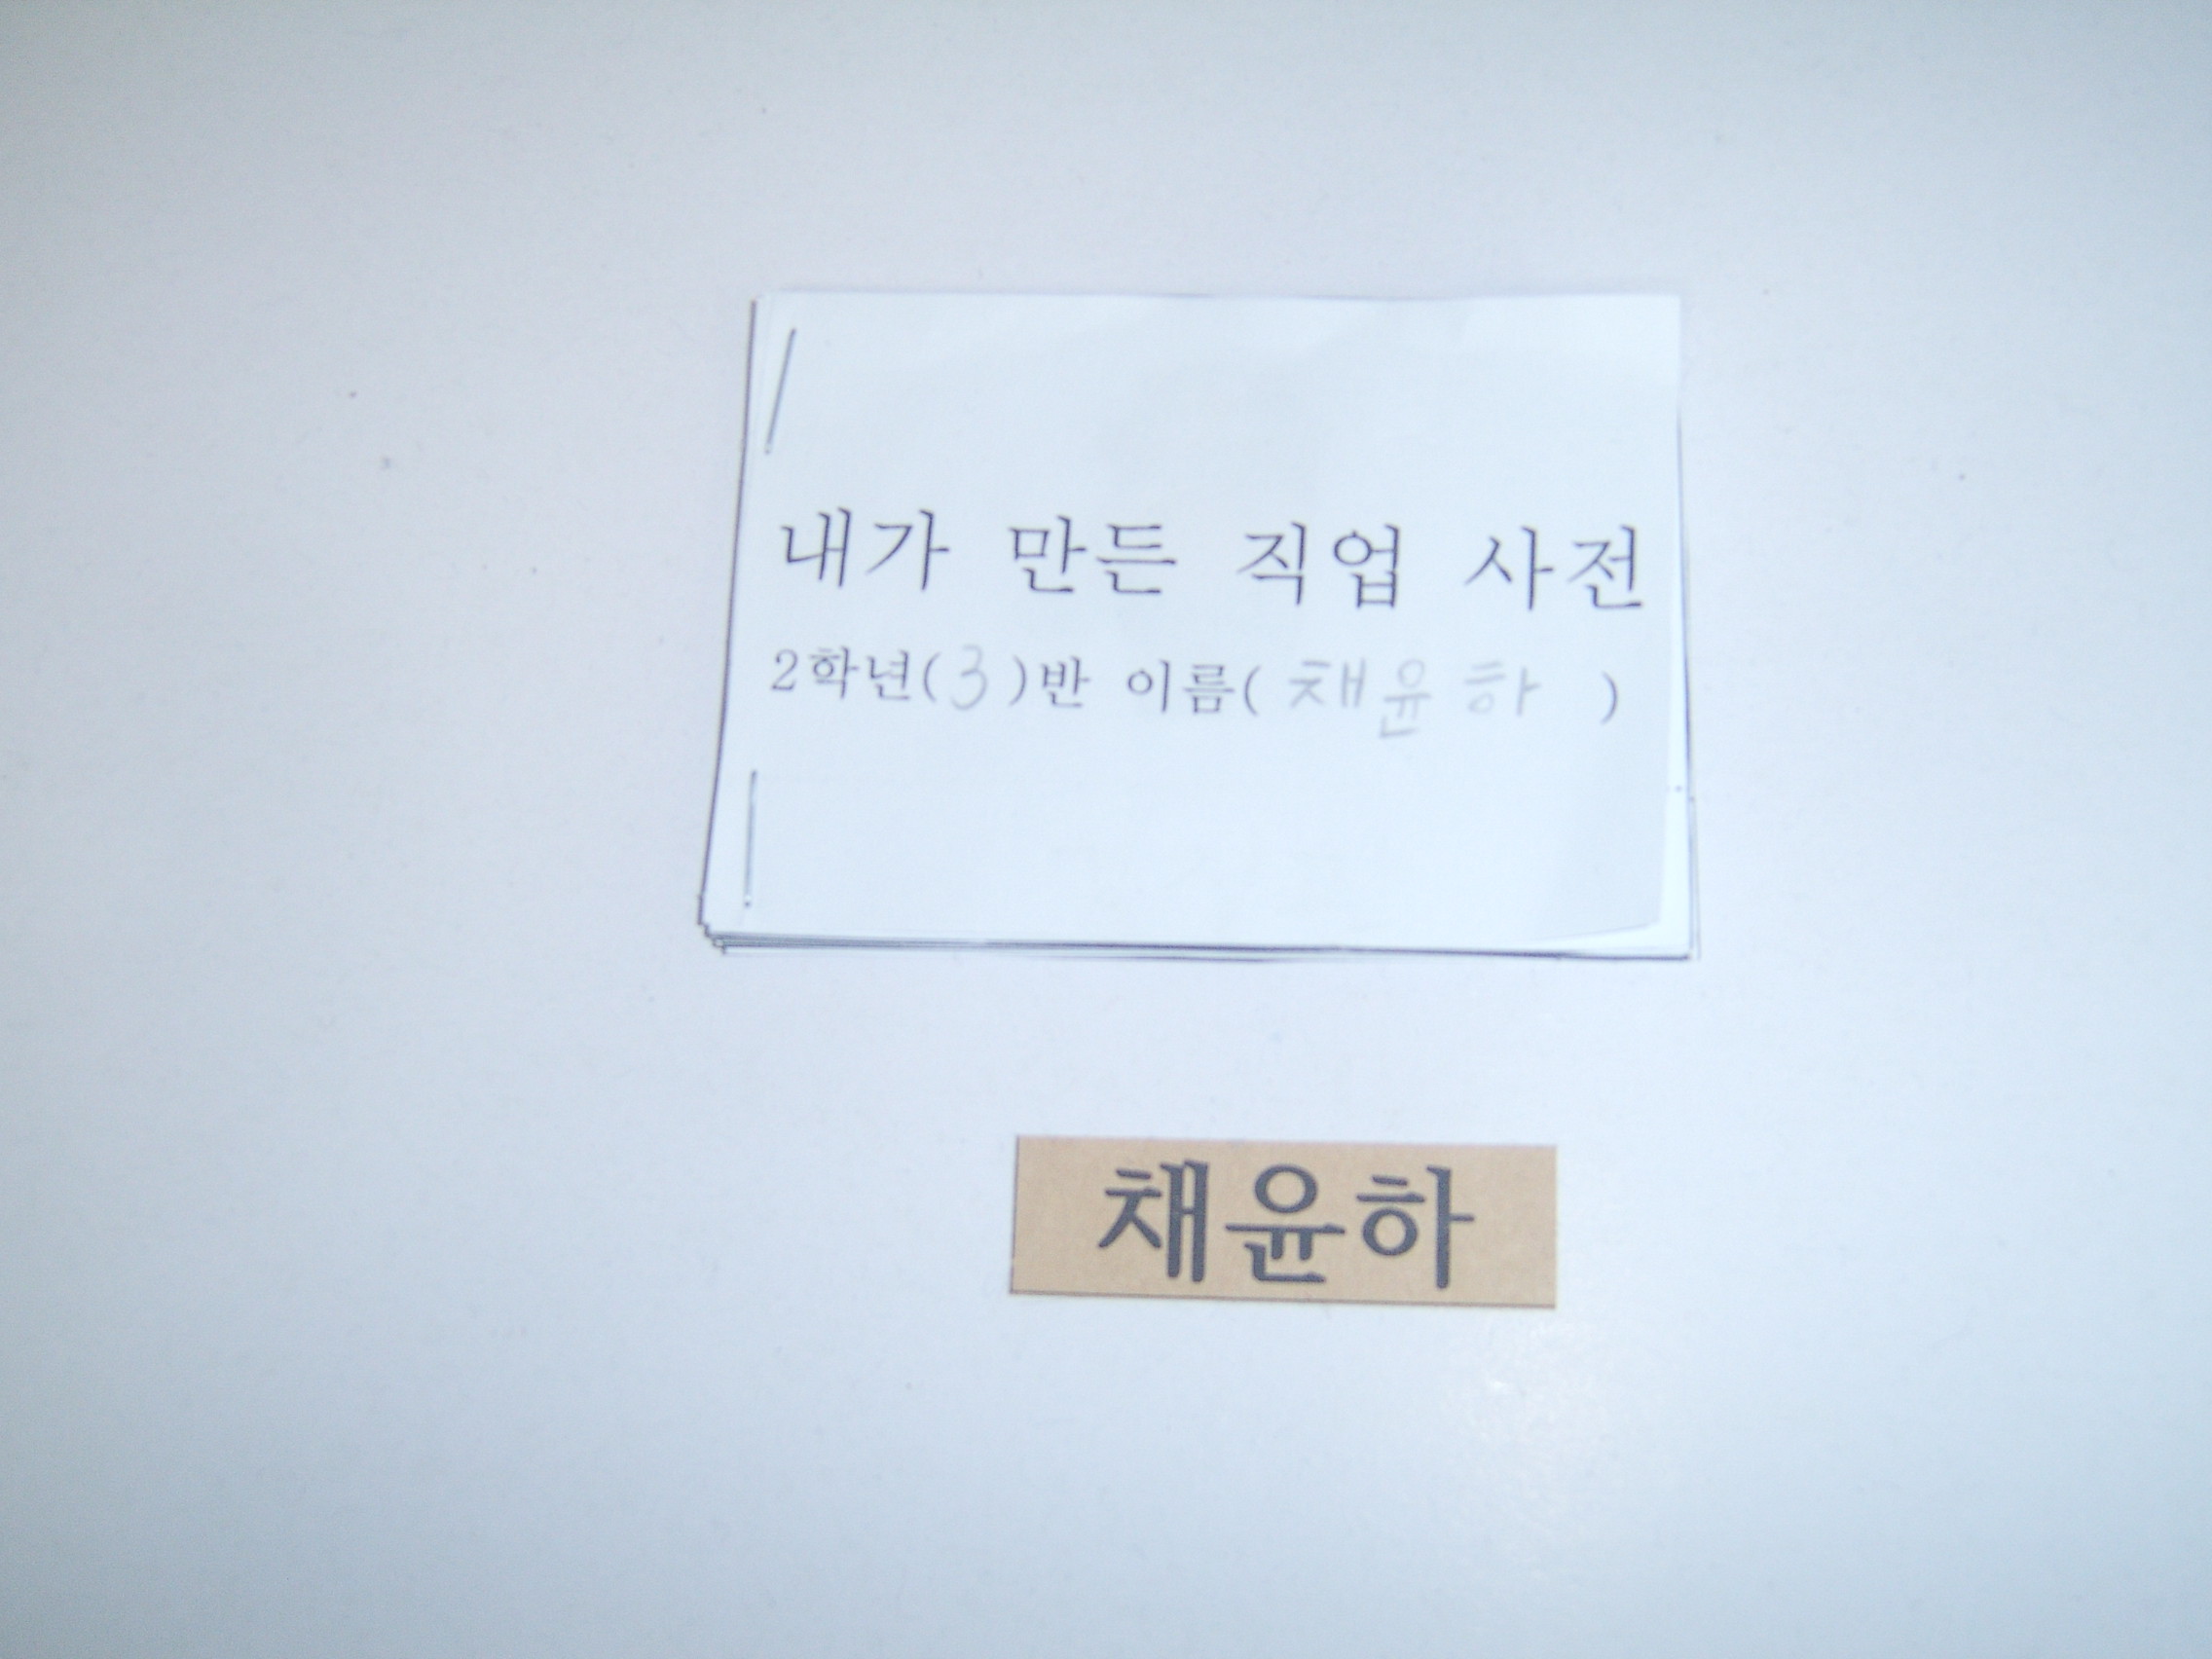 내가 만든 직업 사전
2학년(3)반 이름( 채윤하 )
채윤하